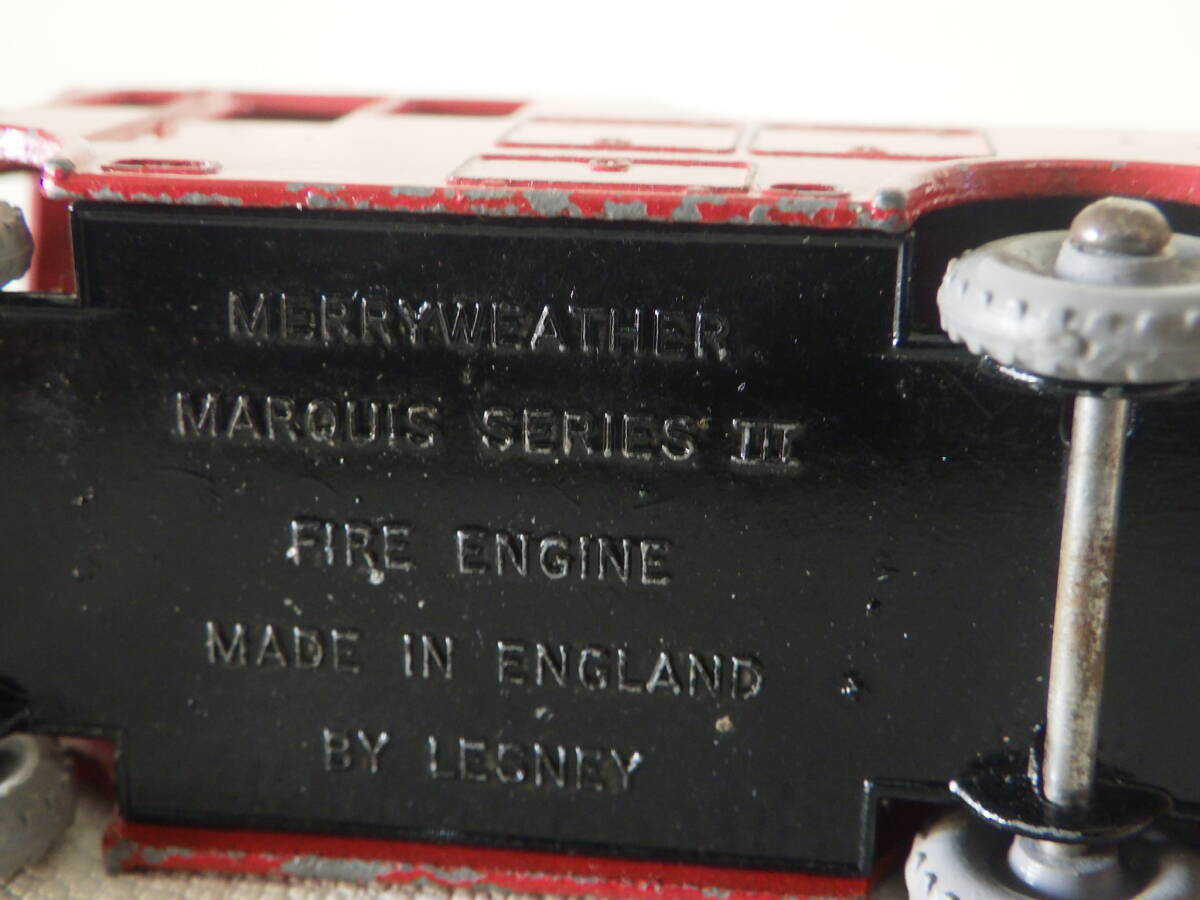 MERRYWEATHER
MARQUIS SERIES III
FIRE ENGINE
MADE IN ENGLAND
BY LESNEY